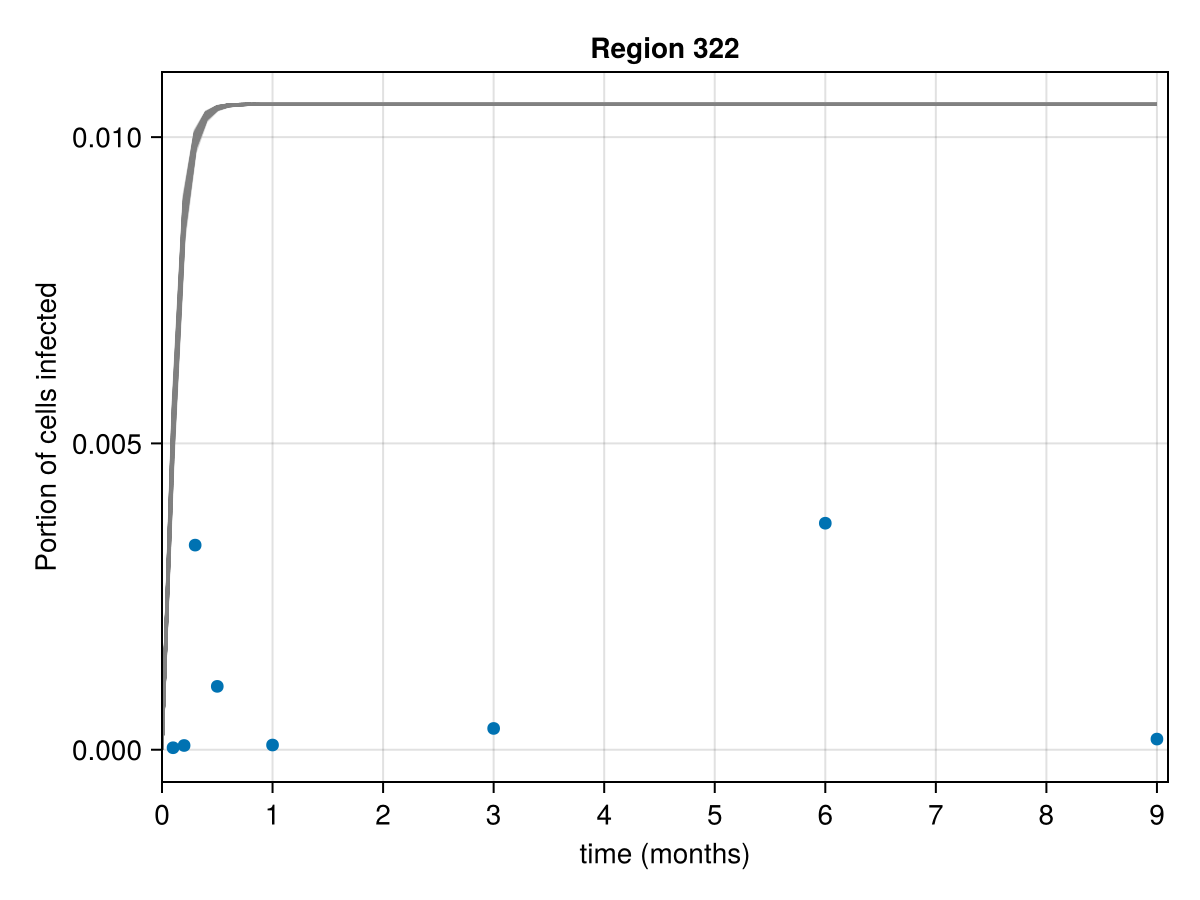 Region 322
Portion of cells infected
0.010
0.005
0.000
0 1 2 3 4 5 6 7 8 9
time (months)